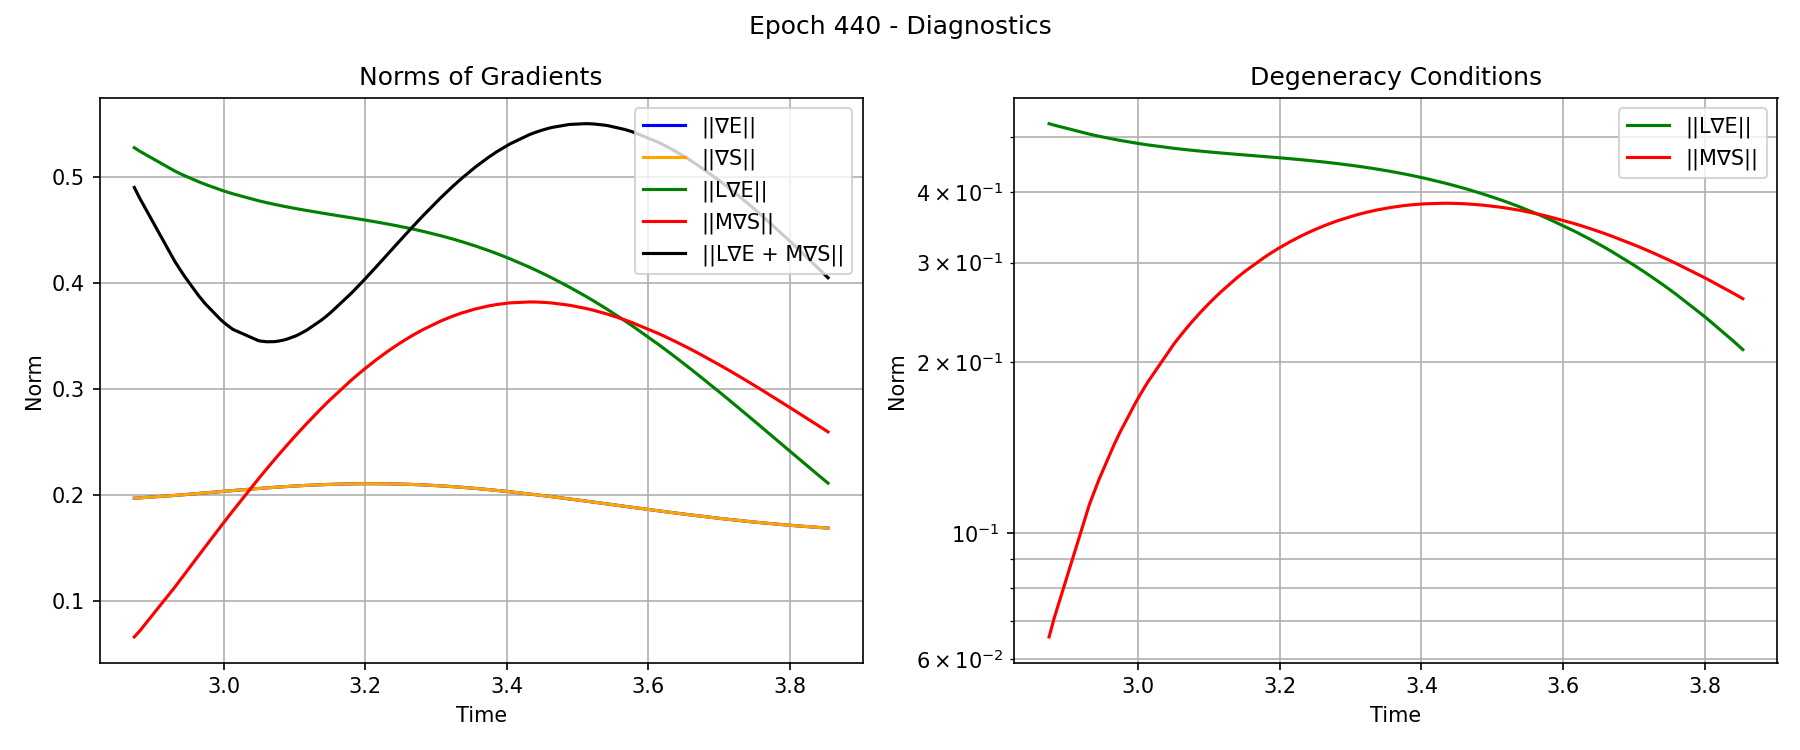 Epoch 440 - Diagnostics
Norms of Gradients
||∇E||
||∇S||
||L∇E||
||M∇S||
||L∇E + M∇S||
0.5
0.4
0.3
0.2
0.1
Norm
3.0 3.2 3.4 3.6 3.8
Time
Degeneracy Conditions
||L∇E||
||M∇S||
4 × 10⁻¹
3 × 10⁻¹
2 × 10⁻¹
10⁻¹
6 × 10⁻²
Norm
3.0 3.2 3.4 3.6 3.8
Time